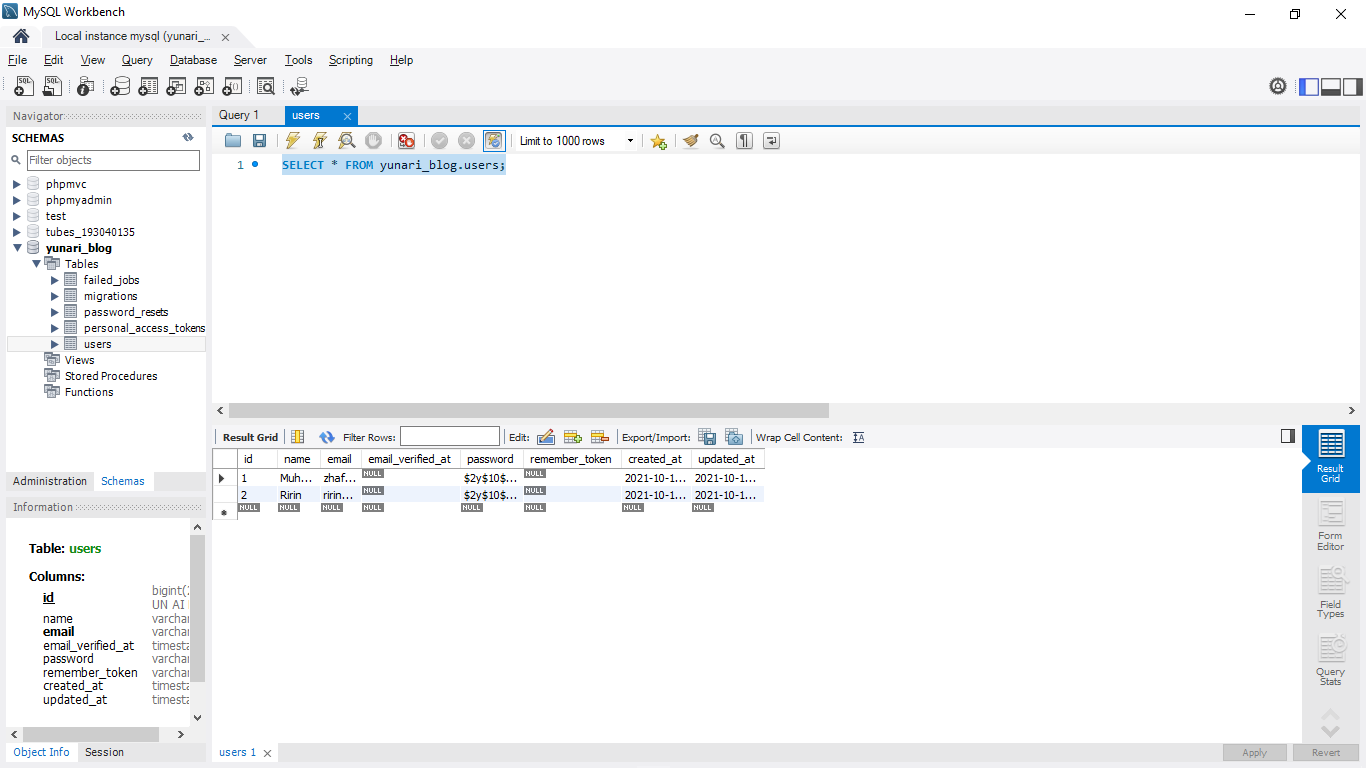 MySQL Workbench
Local instance mysql (yunari_...
File Edit View Query Database Server Tools Scripting Help
Navigator
SCHEMAS
Filter objects
phpmvc
phpmyadmin
test
tubes_193040135
yunari_blog
Tables
failed_jobs
migrations
password_resets
personal_access_tokens
users
Views
Stored Procedures
Functions
Administration Schemas
Information
Table: users
Columns:
id bigint(2
UN AI
name varchar
email varchar
email_verified_at timesta
password varchar
remember_token varchar
created_at timesta
updated_at timesta
Object Info Session
Query 1 users
Limit to 1000 rows
1 SELECT * FROM yunari_blog.users;
Result Grid Filter Rows: Edit: Export/Import: Wrap Cell Content:
id name email email_verified_at password remember_token created_at updated_at
1 Muh... zhaf... NULL $2y$10$... NULL 2021-10-1... 2021-10-1...
2 Ririn ririn... NULL $2y$10$... NULL 2021-10-1... 2021-10-1...
NULL NULL NULL NULL NULL NULL NULL NULL
Result
Grid
Form
Editor
Field
Types
Query
Stats
users 1
Apply Revert